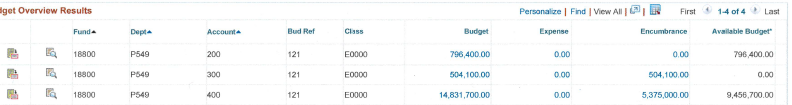 dget Overview Results Personalize | Find | View All | | First 1-4 of 4 Last
Fund Dept Account Bud Ref Class Budget Expense Encumbrance Available Budget*
18800 P549 200 121 E0000 796,400.00 0.00 0.00 796,400.00
18800 P549 300 121 E0000 504,100.00 0.00 504,100.00 0.00
18800 P549 400 121 E0000 14,831,700.00 0.00 5,375,000.00 9,456,700.00